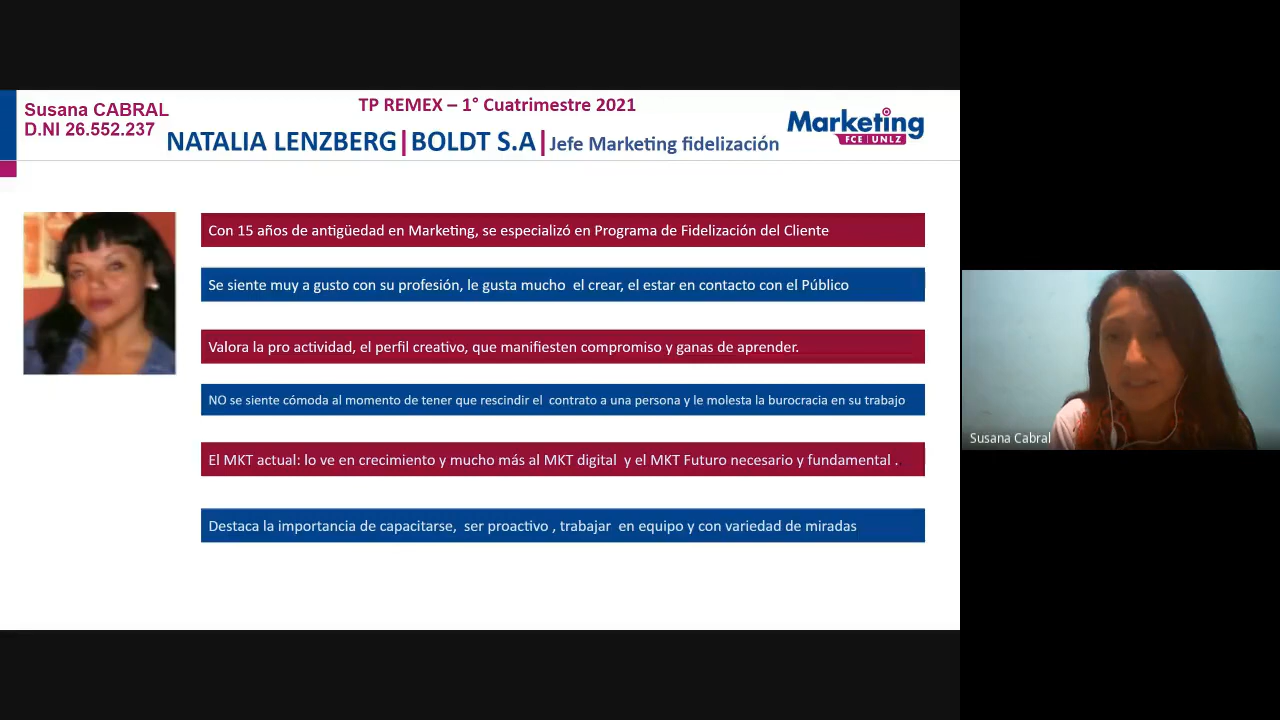 Susana CABRAL
D.NI 26.552.237
TP REMEX – 1° Cuatrimestre 2021
NATALIA LENZBERG|BOLDT S.A|Jefe Marketing fidelización
Marketing
FCE | UNLZ
Con 15 años de antigüedad en Marketing, se especializó en Programa de Fidelización del Cliente
Se siente muy a gusto con su profesión, le gusta mucho el crear, el estar en contacto con el Público
Valora la pro actividad, el perfil creativo, que manifiesten compromiso y ganas de aprender.
NO se siente cómoda al momento de tener que rescindir el contrato a una persona y le molesta la burocracia en su trabajo
El MKT actual: lo ve en crecimiento y mucho más al MKT digital y el MKT Futuro necesario y fundamental .
Destaca la importancia de capacitarse, ser proactivo , trabajar en equipo y con variedad de miradas
Susana Cabral